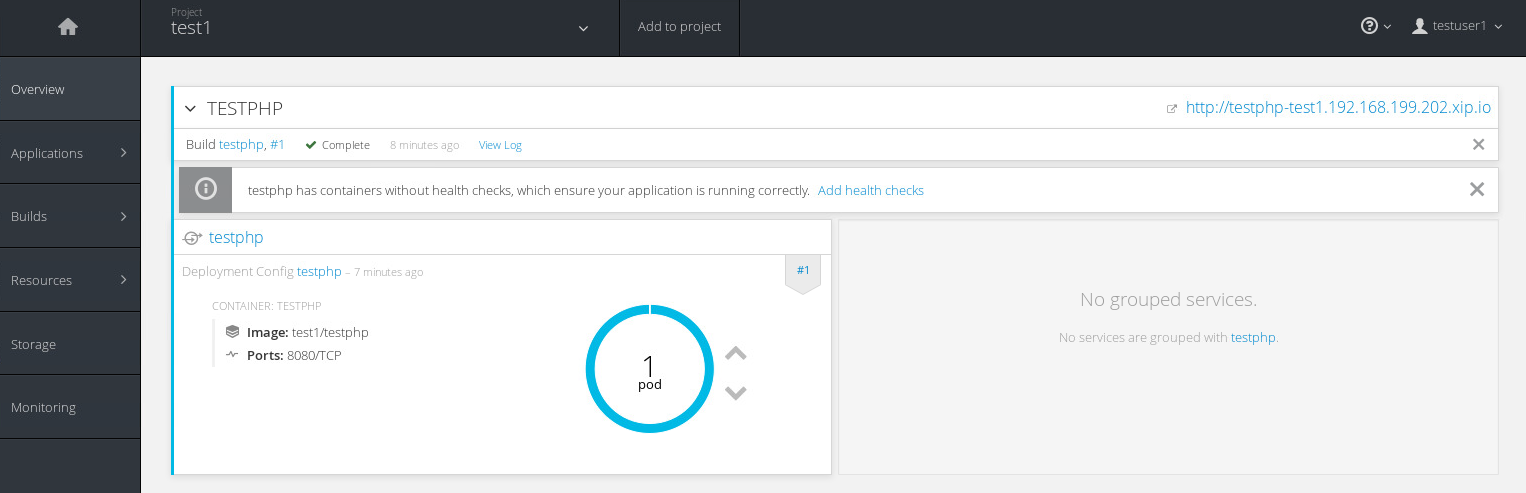 Project
test1
Add to project
testuser1
Overview
Applications
Builds
Resources
Storage
Monitoring
TESTPHP
http://testphp-test1.192.168.199.202.xip.io
Build testphp, #1 Complete 8 minutes ago View Log
testphp has containers without health checks, which ensure your application is running correctly. Add health checks
testphp
Deployment Config testphp – 7 minutes ago
#1
CONTAINER: TESTPHP
Image: test1/testphp
Ports: 8080/TCP
1
pod
No grouped services.
No services are grouped with testphp.